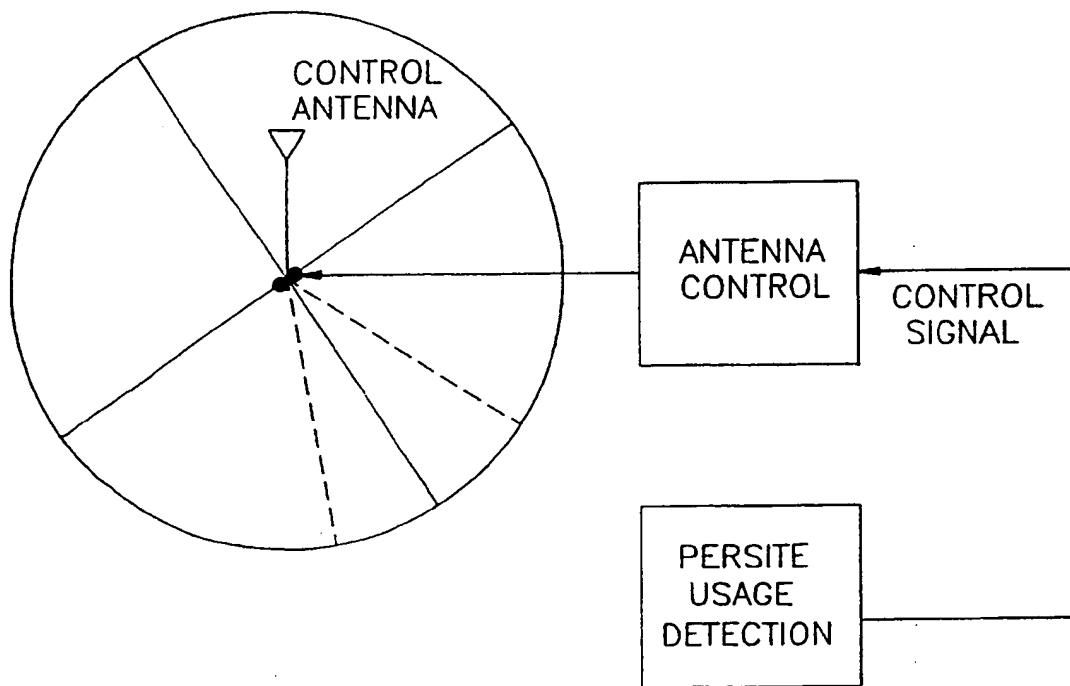 CONTROL
ANTENNA
ANTENNA
CONTROL
CONTROL
SIGNAL
PERSITE
USAGE
DETECTION